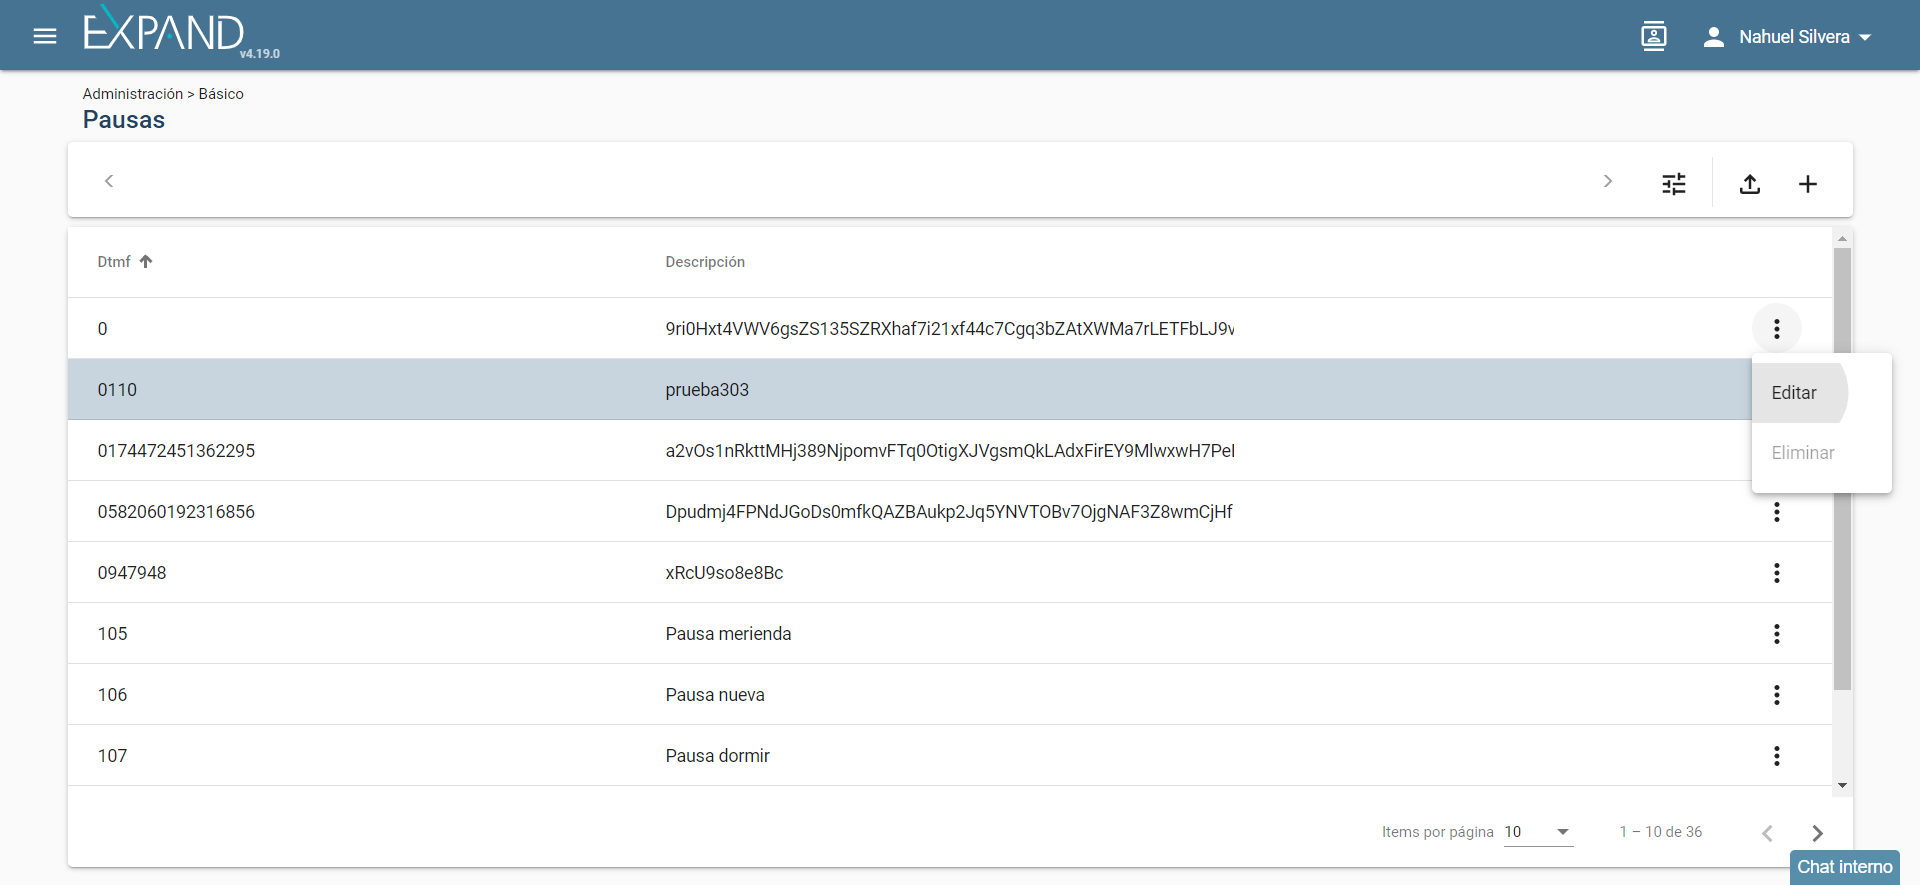 EXPAND
v4.19.0
Nahuel Silvera
Administración > Básico
Pausas
Dtmf
Descripción
0
9ri0Hxt4VWV6gsZS135SZRXhaf7i21xf44c7Cgq3bZAtXWMa7rLETFbLJ9v
0110
prueba303
Editar
0174472451362295
a2vOs1nRkttMHj389NjpomvFTq0OtigXJVgsmQkLAdxFirEY9MlwxwH7Pel
Eliminar
0582060192316856
Dpudmj4FPNdJGoDs0mfkQAZBAukp2Jq5YNVTOBv7OjgNAF3Z8wmCjHf
0947948
xRcU9so8e8Bc
105
Pausa merienda
106
Pausa nueva
107
Pausa dormir
Items por página 10
1 – 10 de 36
Chat interno